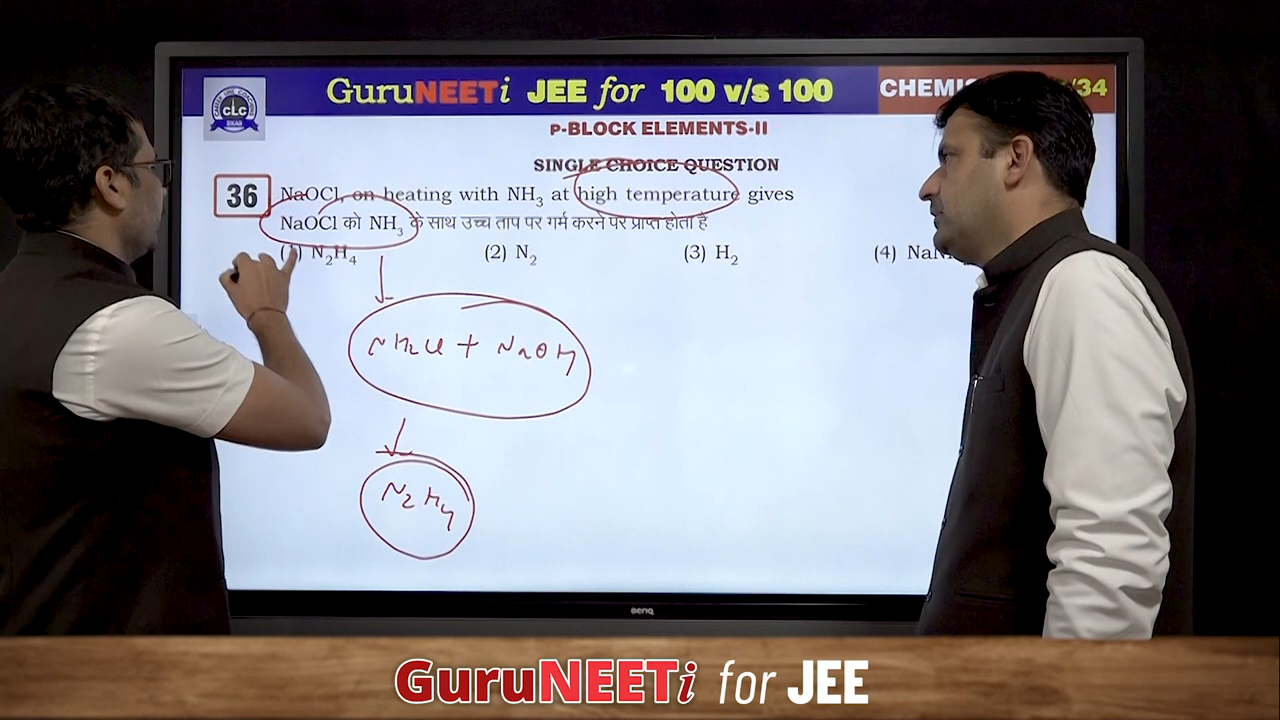 GuruNEETi JEE for 100 v/s 100
/34
CLC
SIKAR
P-BLOCK ELEMENTS-II
SINGLE CHOICE QUESTION
36 NaOCl, on heating with NH₃ at high temperature gives
NaOCl को NH₃ के साथ उच्च ताप पर गर्म करने पर प्राप्त होता है
N₂H₄ (2) N₂ (3) H₂ (4)
NH₂Cl + NaOH
N₂H₄
BenQ
GuruNEETi for JEE